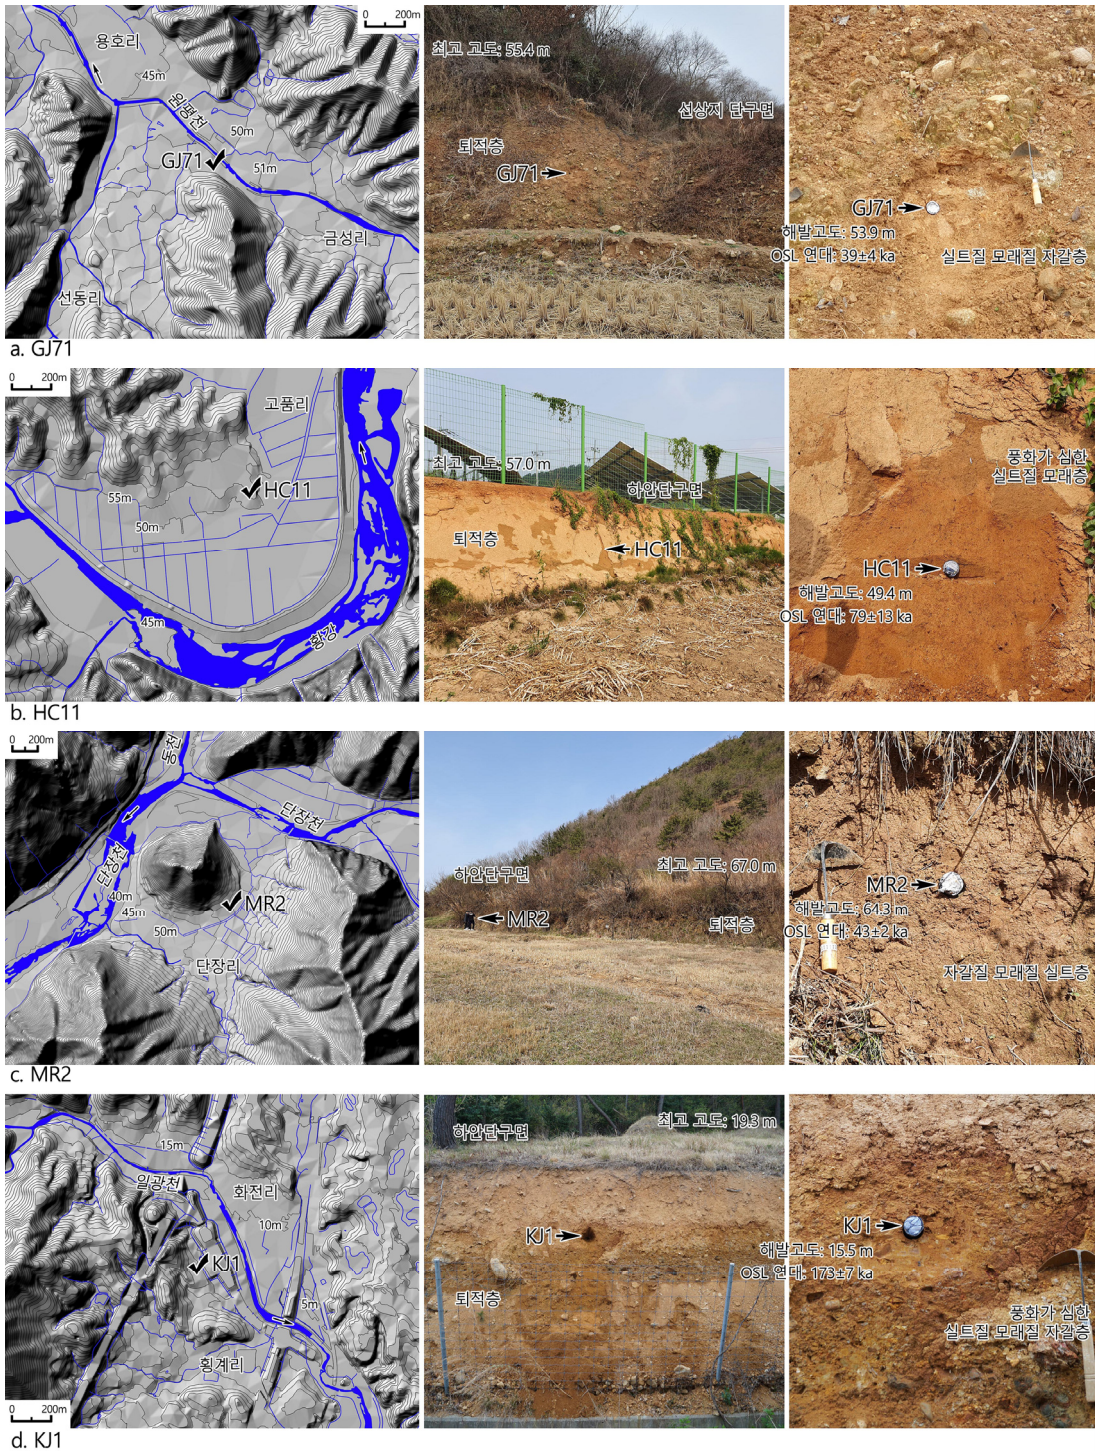 0 200m
용호리
45m
원평천
50m
GJ71
51m
금성리
선동리
최고 고도: 55.4 m
선상지 단구면
퇴적층
GJ71
GJ71
해발고도: 53.9 m
OSL 연대: 39±4 ka
실트질 모래질 자갈층
a. GJ71
0 200m
고품리
HC11
55m
50m
45m
황강
최고 고도: 57.0 m
하안단구면
퇴적층
HC11
풍화가 심한
실트질 모래층
HC11
해발고도: 49.4 m
OSL 연대: 79±13 ka
b. HC11
0 200m
동천
단장천
단장천
40m
45m
MR2
50m
단장리
하안단구면
최고 고도: 67.0 m
MR2
퇴적층
MR2
해발고도: 64.3 m
OSL 연대: 43±2 ka
자갈질 모래질 실트층
c. MR2
15m
일광천
화전리
10m
KJ1
5m
횡계리
0 200m
하안단구면
최고 고도: 19.3 m
KJ1
퇴적층
KJ1
해발고도: 15.5 m
OSL 연대: 173±7 ka
풍화가 심한
실트질 모래질 자갈층
d. KJ1